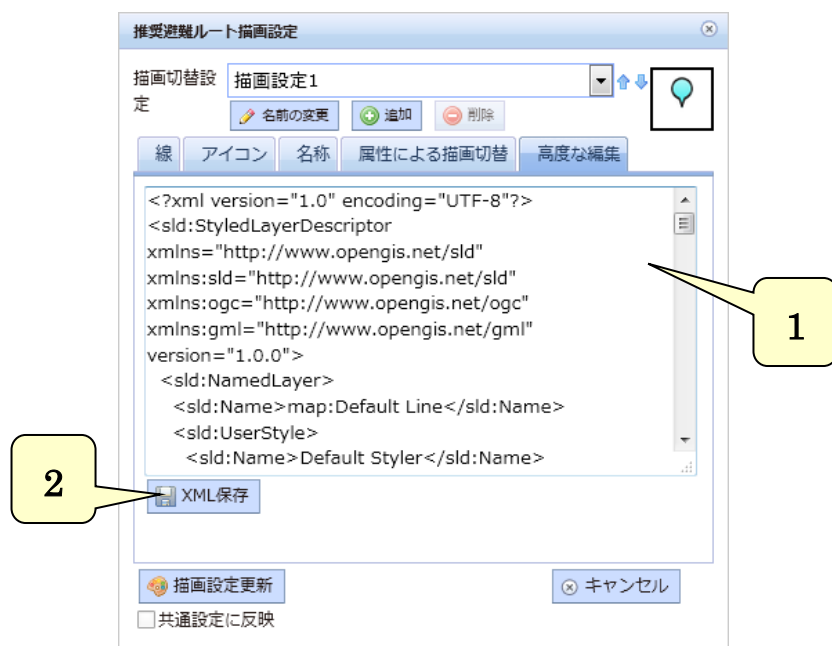 推奨避難ルート描画設定
描画切替設定
描画設定1
名前の変更 追加 削除
線 アイコン 名称 属性による描画切替 高度な編集
<?xml version="1.0" encoding="UTF-8"?>
<sld:StyledLayerDescriptor
xmlns="http://www.opengis.net/sld"
xmlns:sld="http://www.opengis.net/sld"
xmlns:ogc="http://www.opengis.net/ogc"
xmlns:gml="http://www.opengis.net/gml"
version="1.0.0">
<sld:NamedLayer>
<sld:Name>map:Default Line</sld:Name>
<sld:UserStyle>
<sld:Name>Default Styler</sld:Name>
1
2
XML保存
描画設定更新 キャンセル
共通設定に反映